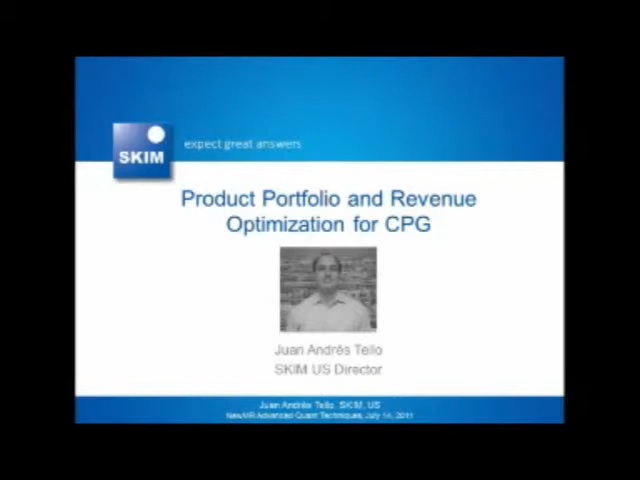 SKIM
expect great answers
Product Portfolio and Revenue
Optimization for CPG
Juan Andrés Tello
SKIM US Director
Juan Andrés Tello, SKIM, US
NewMR Advanced Quant Techniques, July 14, 2011